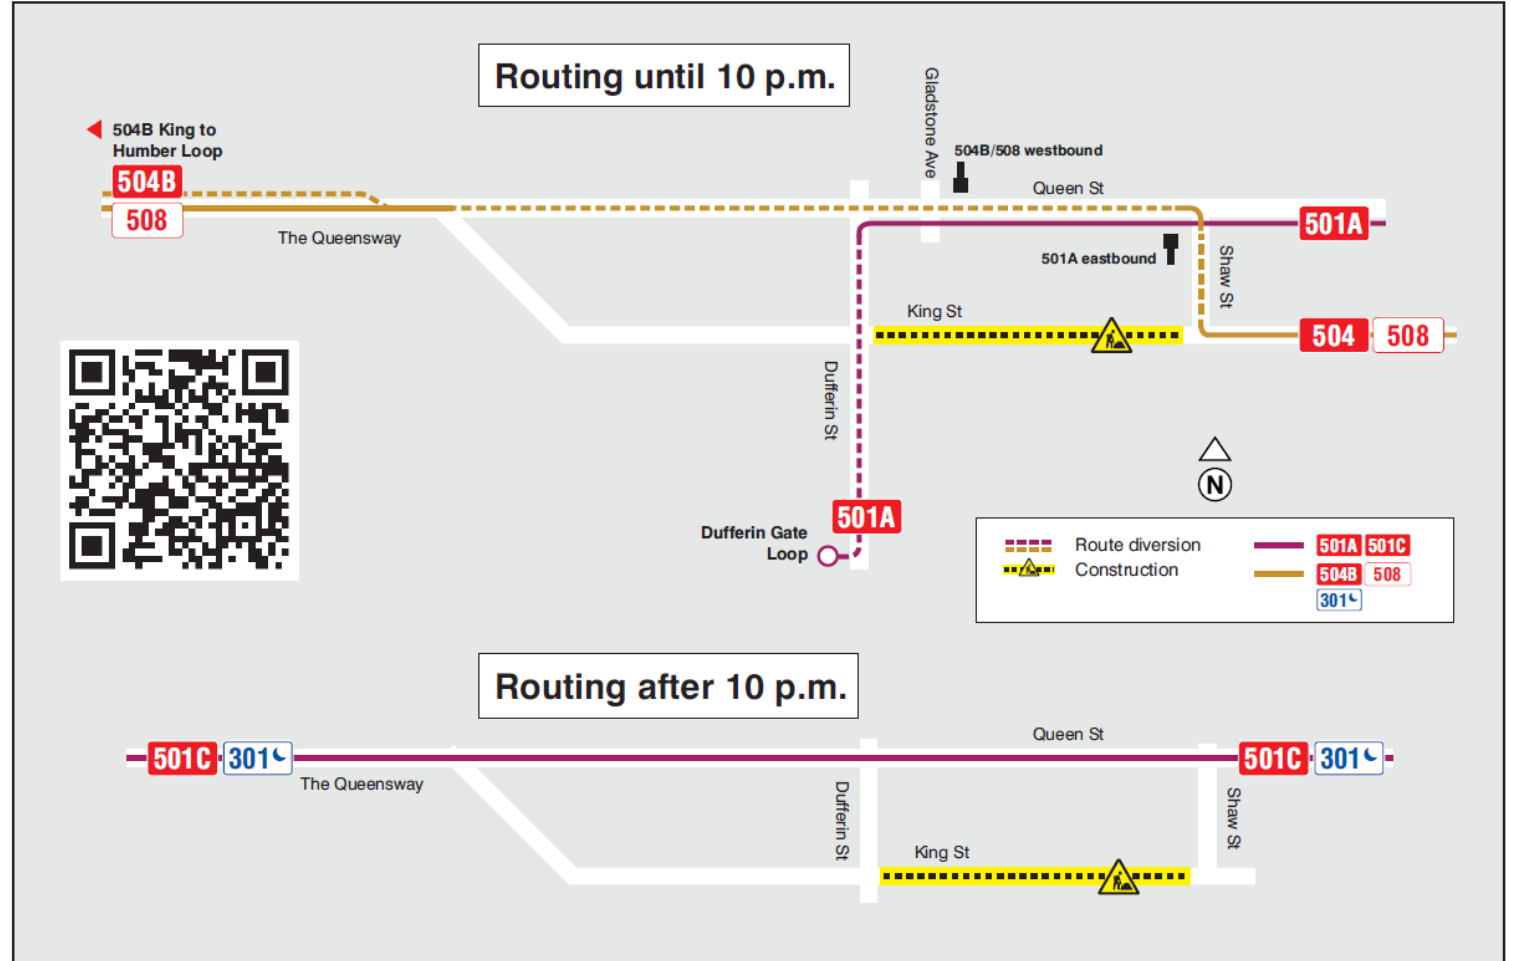 Routing until 10 p.m.
Gladstone Ave
504B King to
Humber Loop
504B
508
504B/508 westbound
Queen St
501A
The Queensway
501A eastbound
Shaw St
King St
504 508
Dufferin St
501A
Dufferin Gate
Loop
N
Route diversion
501A 501C
Construction
504B 508
301
Routing after 10 p.m.
Queen St
501C 301
501C 301
The Queensway
Dufferin St
Shaw St
King St